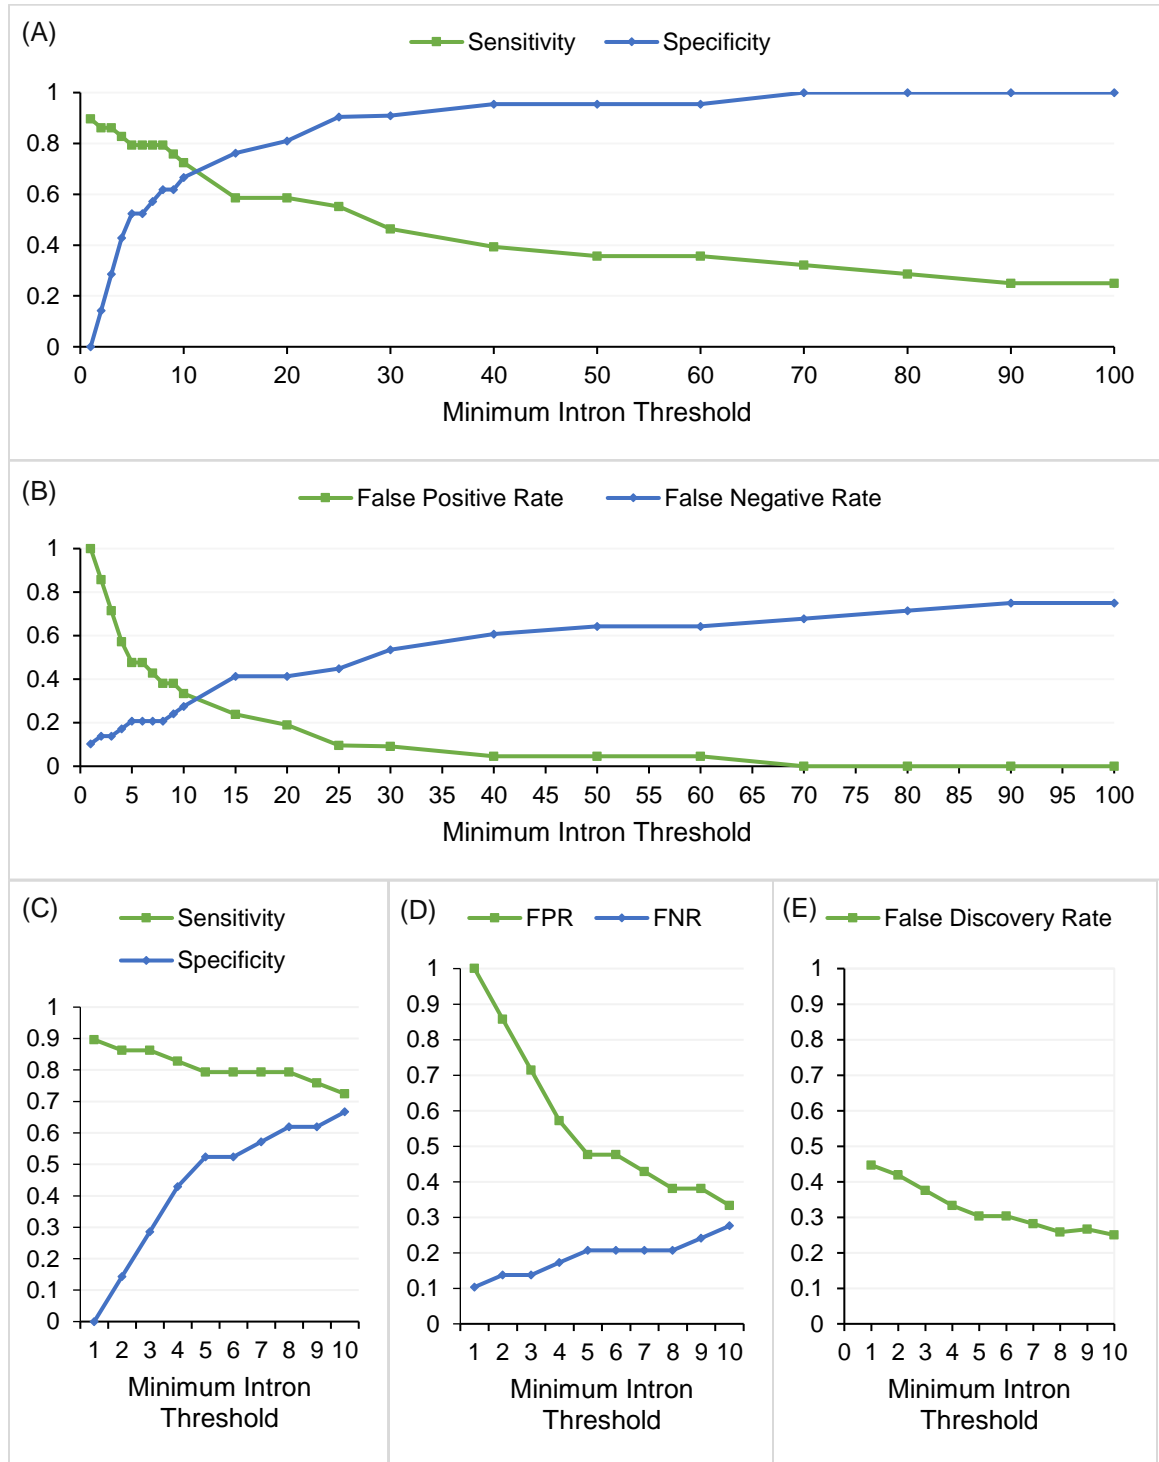 (A)
Sensitivity Specificity
1
0.8
0.6
0.4
0.2
0
0 10 20 30 40 50 60 70 80 90 100
Minimum Intron Threshold
(B)
False Positive Rate False Negative Rate
1
0.8
0.6
0.4
0.2
0
0 5 10 15 20 25 30 35 40 45 50 55 60 65 70 75 80 85 90 95 100
Minimum Intron Threshold
(C)
Sensitivity
Specificity
1
0.9
0.8
0.7
0.6
0.5
0.4
0.3
0.2
0.1
0
1 2 3 4 5 6 7 8 9 10
Minimum Intron
Threshold
(D)
FPR FNR
1
0.9
0.8
0.7
0.6
0.5
0.4
0.3
0.2
0.1
0
1 2 3 4 5 6 7 8 9 10
Minimum Intron
Threshold
(E)
False Discovery Rate
1
0.9
0.8
0.7
0.6
0.5
0.4
0.3
0.2
0.1
0
0 1 2 3 4 5 6 7 8 9 10
Minimum Intron
Threshold